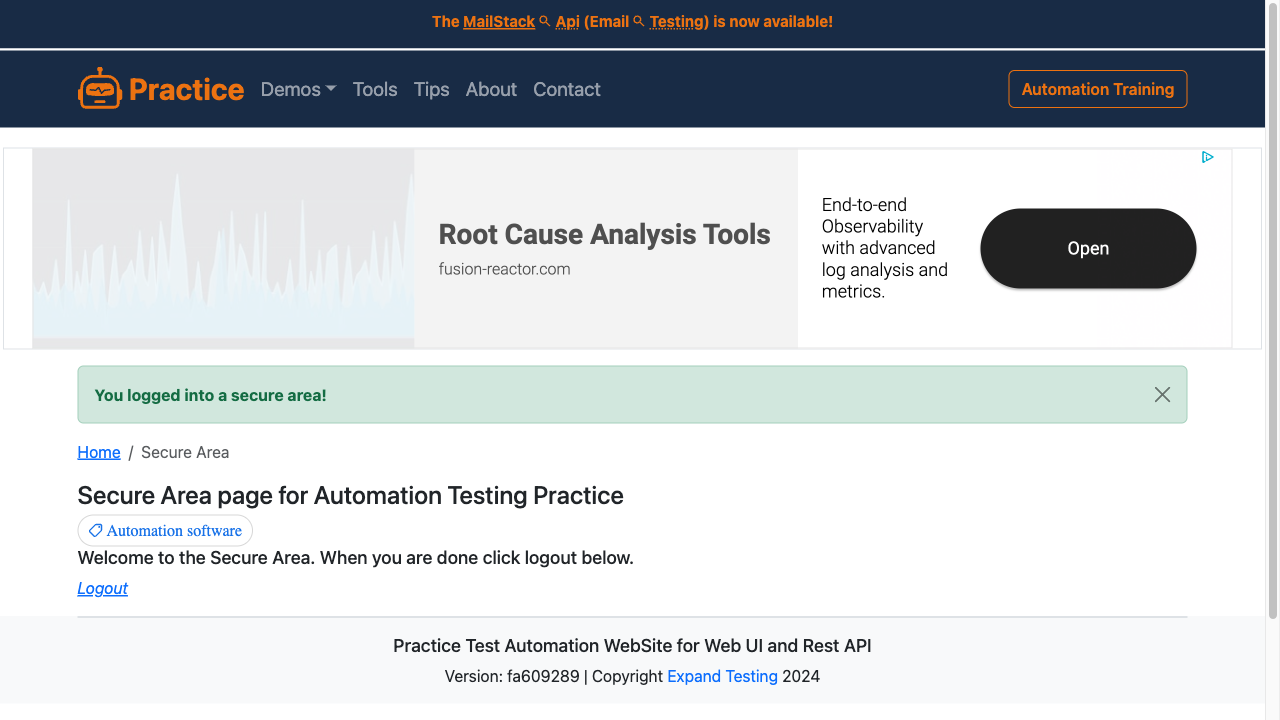 The MailStack Api (Email Testing) is now available!
Practice
Demos Tools Tips About Contact
Automation Training
Root Cause Analysis Tools
fusion-reactor.com
End-to-end
Observability
with advanced
log analysis and
metrics.
Open
You logged into a secure area!
Home / Secure Area
Secure Area page for Automation Testing Practice
Automation software
Welcome to the Secure Area. When you are done click logout below.
Logout
Practice Test Automation WebSite for Web UI and Rest API
Version: fa609289 | Copyright Expand Testing 2024